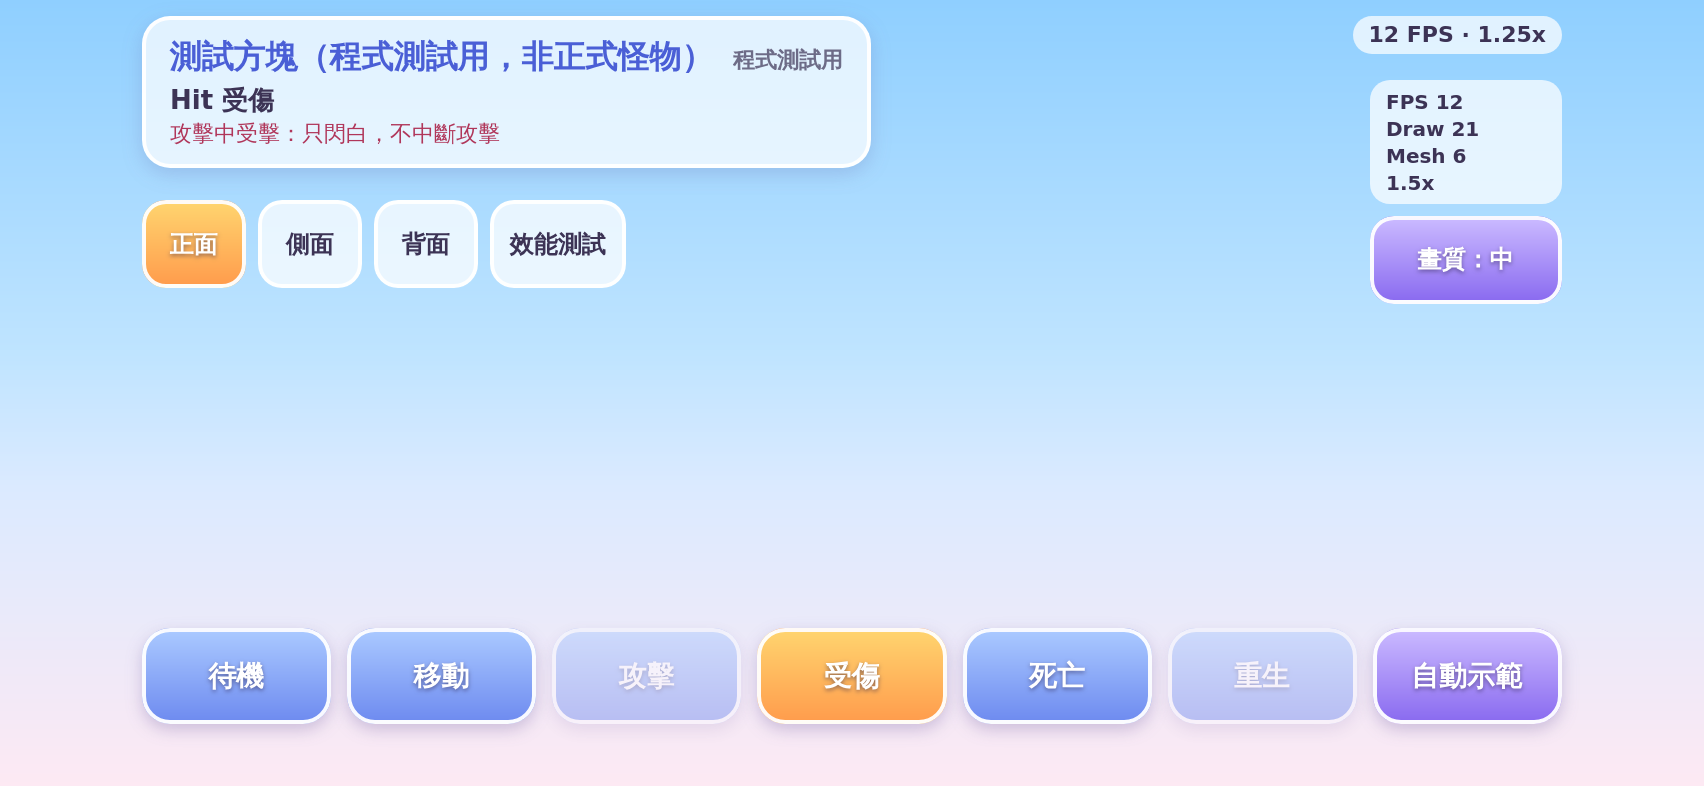 測試方塊（程式測試用，非正式怪物） 程式測試用
Hit 受傷
攻擊中受擊：只閃白，不中斷攻擊
12 FPS · 1.25x
FPS 12
Draw 21
Mesh 6
1.5x
正面 側面 背面 效能測試
畫質：中
待機 移動 攻擊 受傷 死亡 重生 自動示範